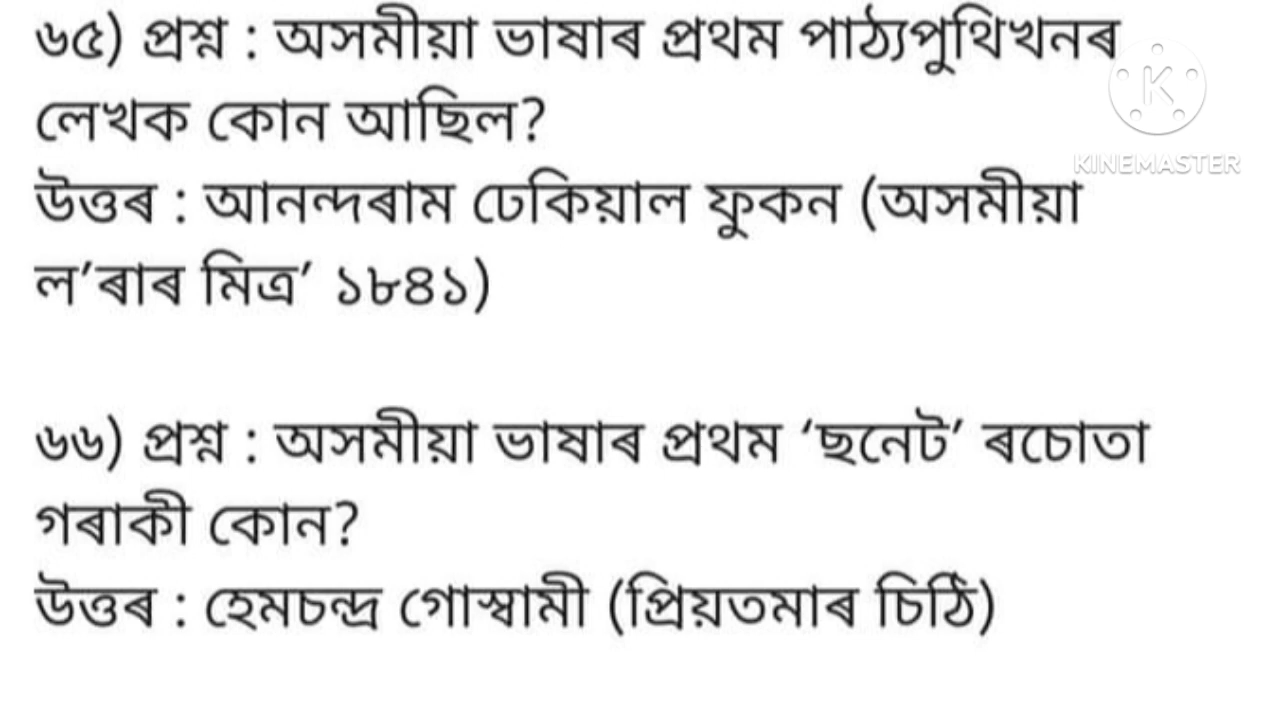 ৬৫) প্ৰশ্ন : অসমীয়া ভাষাৰ প্ৰথম পাঠ্যপুথিখনৰ
লেখক কোন আছিল?
উত্তৰ : আনন্দৰাম ঢেকিয়াল ফুকন (অসমীয়া
ল’ৰাৰ মিত্ৰ’ ১৮৪১)
৬৬) প্ৰশ্ন : অসমীয়া ভাষাৰ প্ৰথম ‘ছনেট’ ৰচোতা
গৰাকী কোন?
উত্তৰ : হেমচন্দ্ৰ গোস্বামী (প্ৰিয়তমাৰ চিঠি)
K
KINEMASTER